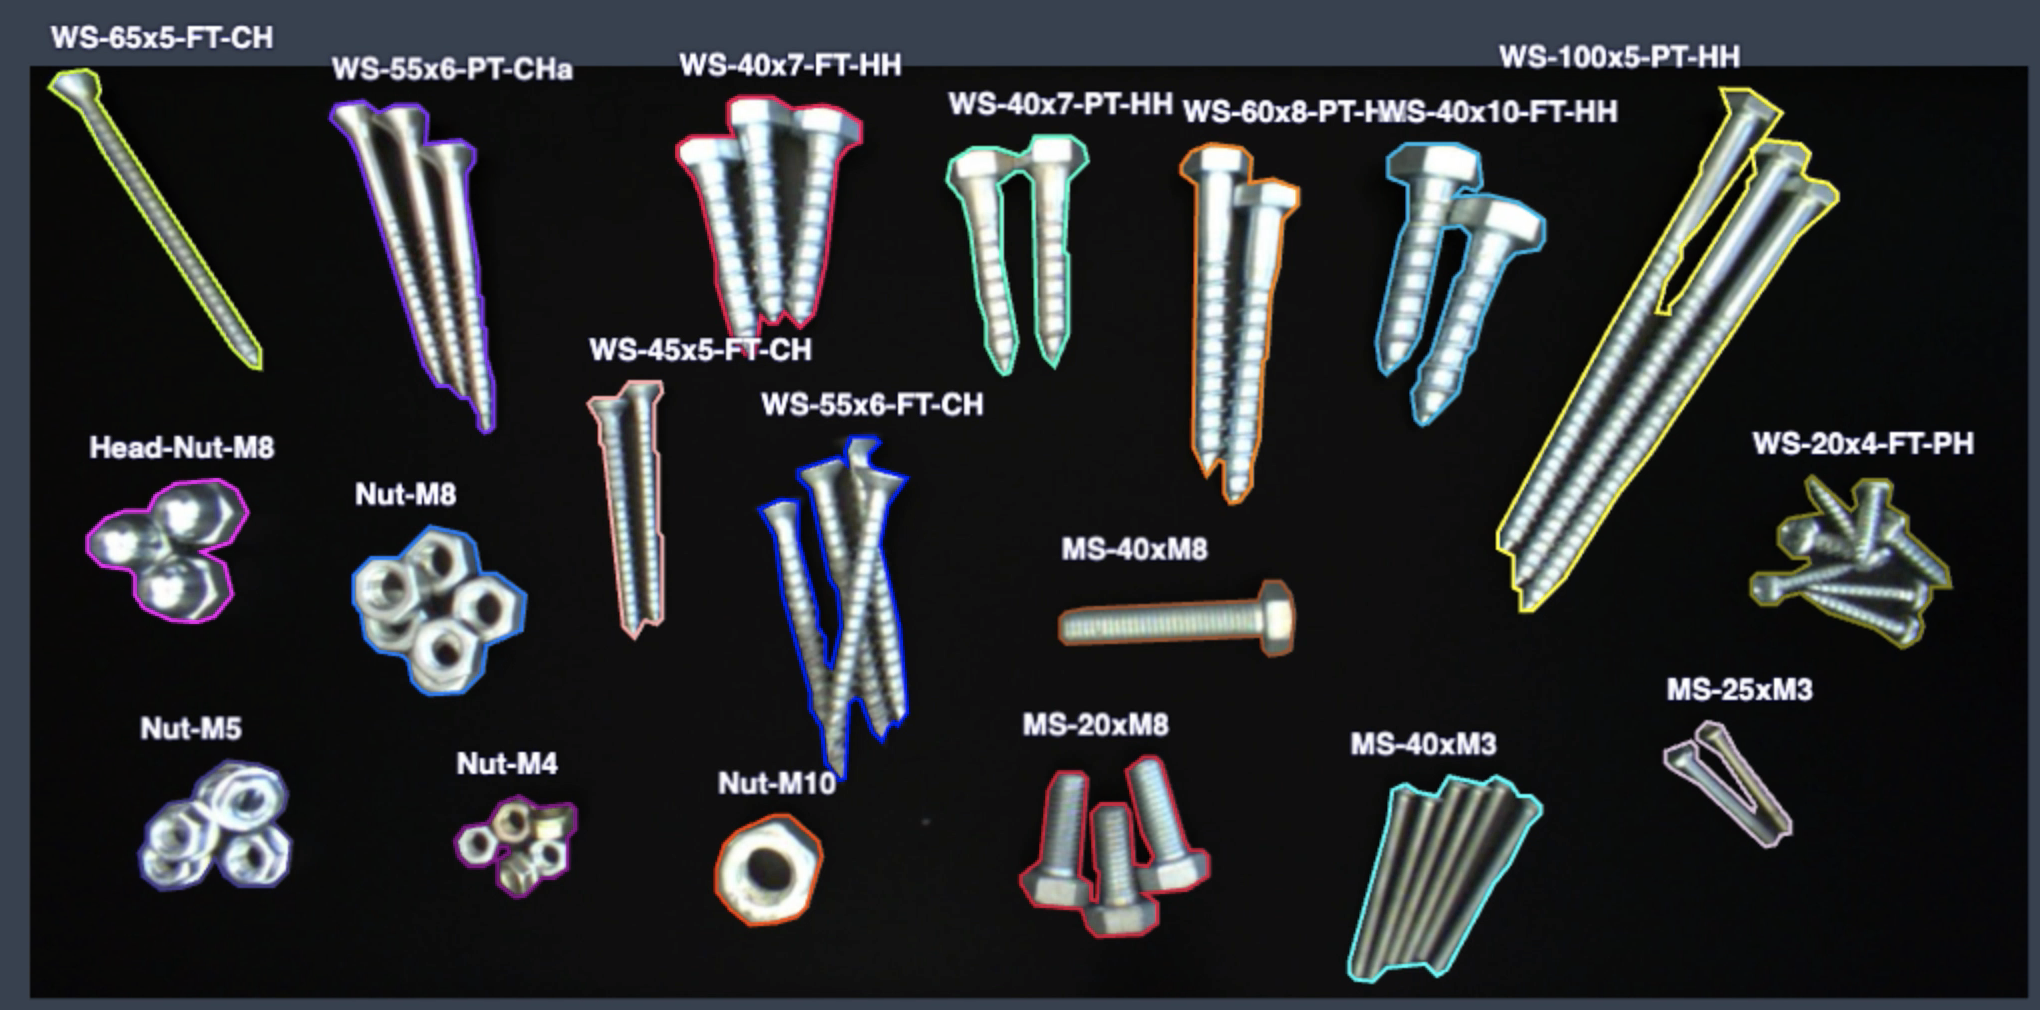 WS-65x5-FT-CH
WS-55x6-PT-CHa
WS-40x7-FT-HH
WS-100x5-PT-HH
WS-40x7-PT-HH
WS-60x8-PT-H
WS-40x10-FT-HH
WS-45x5-FT-CH
WS-55x6-FT-CH
Head-Nut-M8
Nut-M8
WS-20x4-FT-PH
MS-40xM8
MS-25xM3
Nut-M5
Nut-M4
Nut-M10
MS-20xM8
MS-40xM3